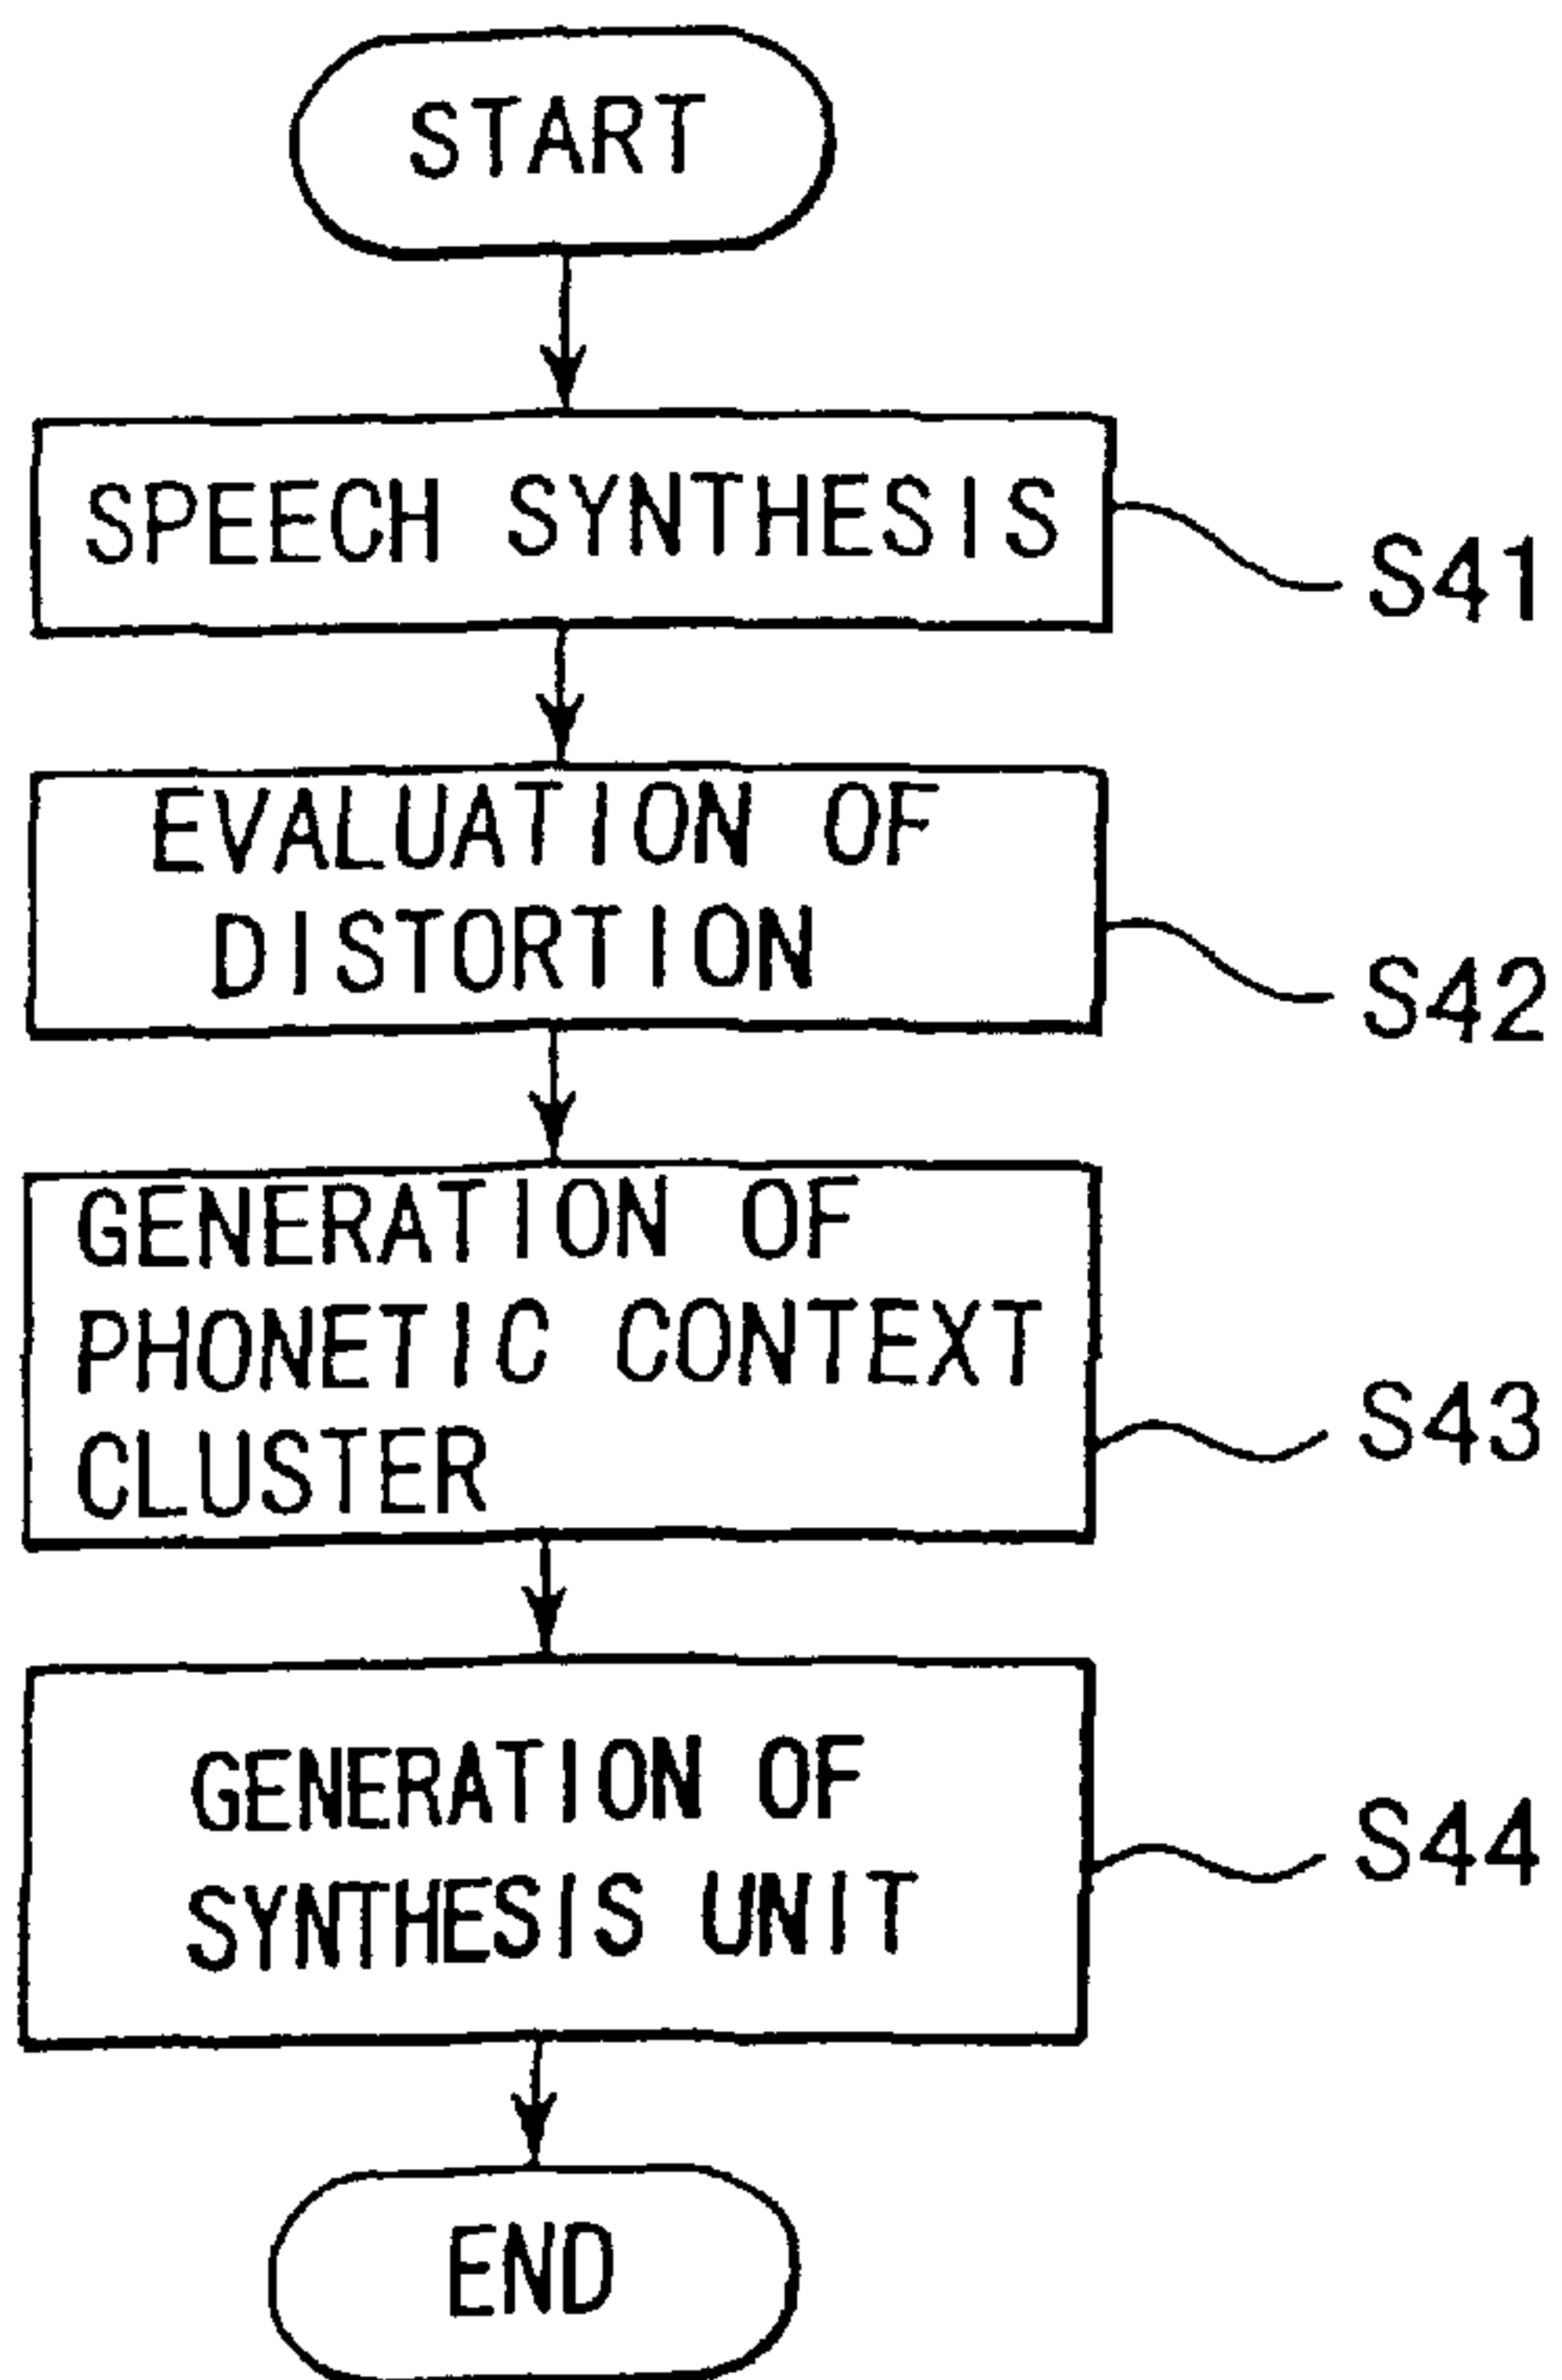 START
SPEECH SYNTHESIS
S41
EVALUATION OF
DISTORTION
S42
GENERATION OF
PHONETIC CONTEXT
CLUSTER
S43
GENERATION OF
SYNTHESIS UNIT
S44
END